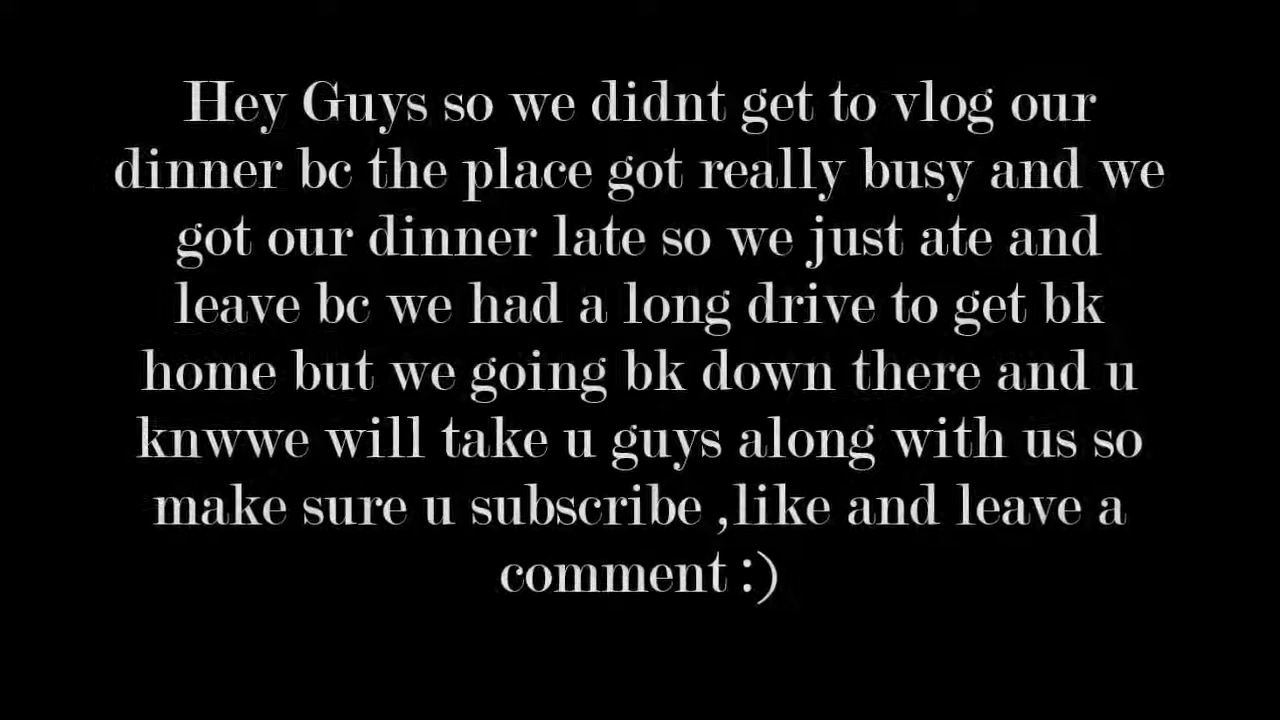 Hey Guys so we didnt get to vlog our
dinner bc the place got really busy and we
got our dinner late so we just ate and
leave bc we had a long drive to get bk
home but we going bk down there and u
knwwe will take u guys along with us so
make sure u subscribe ,like and leave a
comment :)